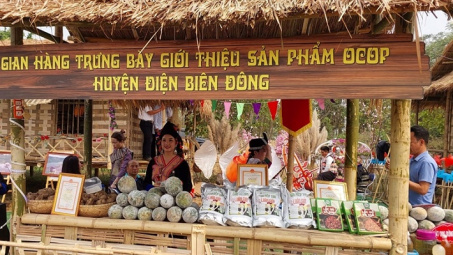 GIAN HÀNG TRƯNG BÀY GIỚI THIỆU SẢN PHẨM OCOP
HUYỆN ĐIỆN BIÊN ĐÔNG